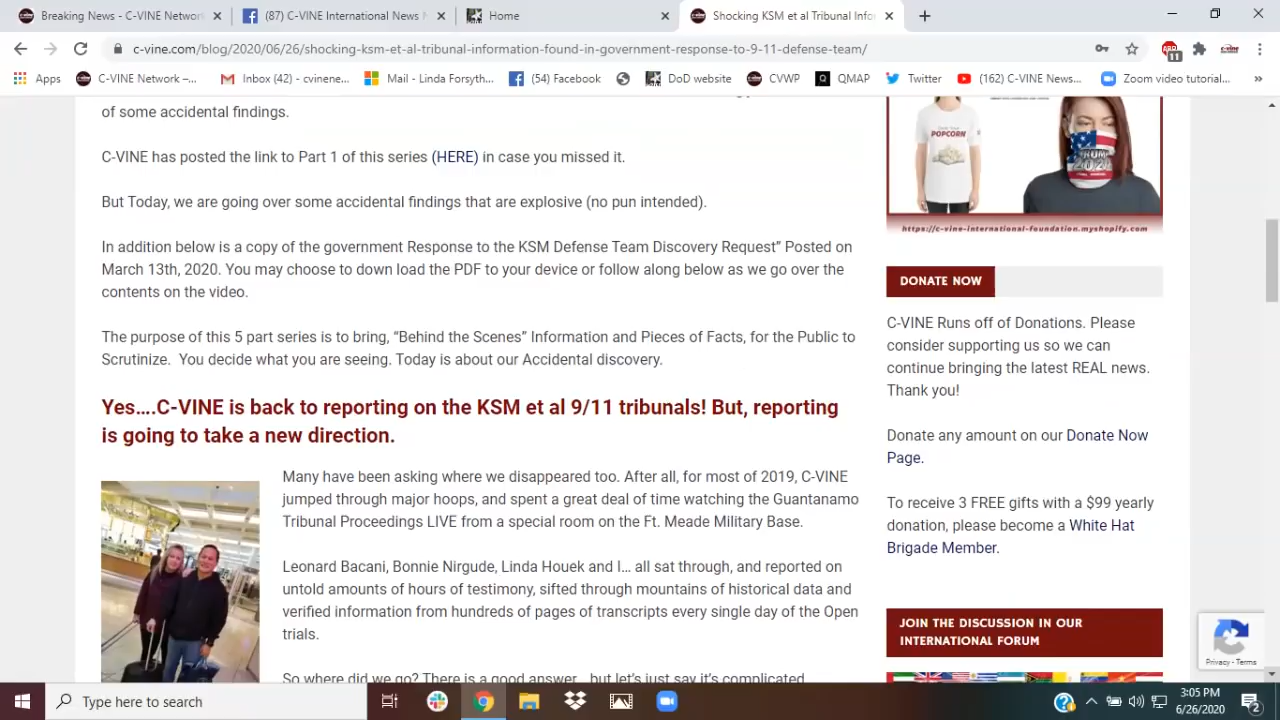 Breaking News - C-VINE Network
(87) C-VINE International News
Home
Shocking KSM et al Tribunal Info
c-vine.com/blog/2020/06/26/shocking-ksm-et-al-tribunal-information-found-in-government-response-to-9-11-defense-team/
11
Apps
C-VINE Network –...
Inbox (42) - cvinene...
Mail - Linda Forsyth...
(54) Facebook
DoD website
CVWP
QMAP
Twitter
(162) C-VINE News...
Zoom video tutorial...
»
of some accidental findings.
C-VINE has posted the link to Part 1 of this series (HERE) in case you missed it.
But Today, we are going over some accidental findings that are explosive (no pun intended).
In addition below is a copy of the government Response to the KSM Defense Team Discovery Request” Posted on
March 13th, 2020. You may choose to down load the PDF to your device or follow along below as we go over the
contents on the video.
The purpose of this 5 part series is to bring, “Behind the Scenes” Information and Pieces of Facts, for the Public to
Scrutinize. You decide what you are seeing. Today is about our Accidental discovery.
Yes….C-VINE is back to reporting on the KSM et al 9/11 tribunals! But, reporting
is going to take a new direction.
Many have been asking where we disappeared too. After all, for most of 2019, C-VINE
jumped through major hoops, and spent a great deal of time watching the Guantanamo
Tribunal Proceedings LIVE from a special room on the Ft. Meade Military Base.
Leonard Bacani, Bonnie Nirgude, Linda Houek and I… all sat through, and reported on
untold amounts of hours of testimony, sifted through mountains of historical data and
verified information from hundreds of pages of transcripts every single day of the Open
trials.
So where did we go? There is a good answer...but let's just say it's complicated
POPCORN
TRUMP
https://c-vine-international-foundation.myshopify.com
DONATE NOW
C-VINE Runs off of Donations. Please
consider supporting us so we can
continue bringing the latest REAL news.
Thank you!
Donate any amount on our Donate Now
Page.
To receive 3 FREE gifts with a $99 yearly
donation, please become a White Hat
Brigade Member.
JOIN THE DISCUSSION IN OUR
INTERNATIONAL FORUM
Privacy - Terms
Type here to search
3:05 PM
6/26/2020
2